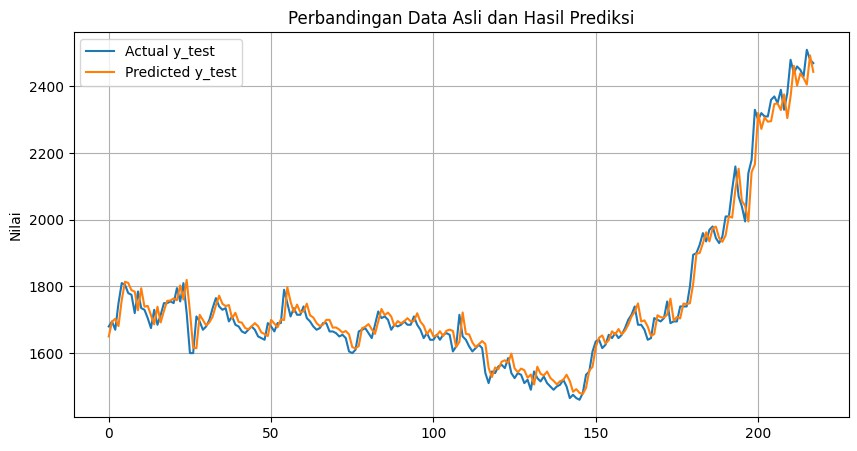 Perbandingan Data Asli dan Hasil Prediksi
Actual y_test
Predicted y_test
Nilai
2400
2200
2000
1800
1600
0 50 100 150 200